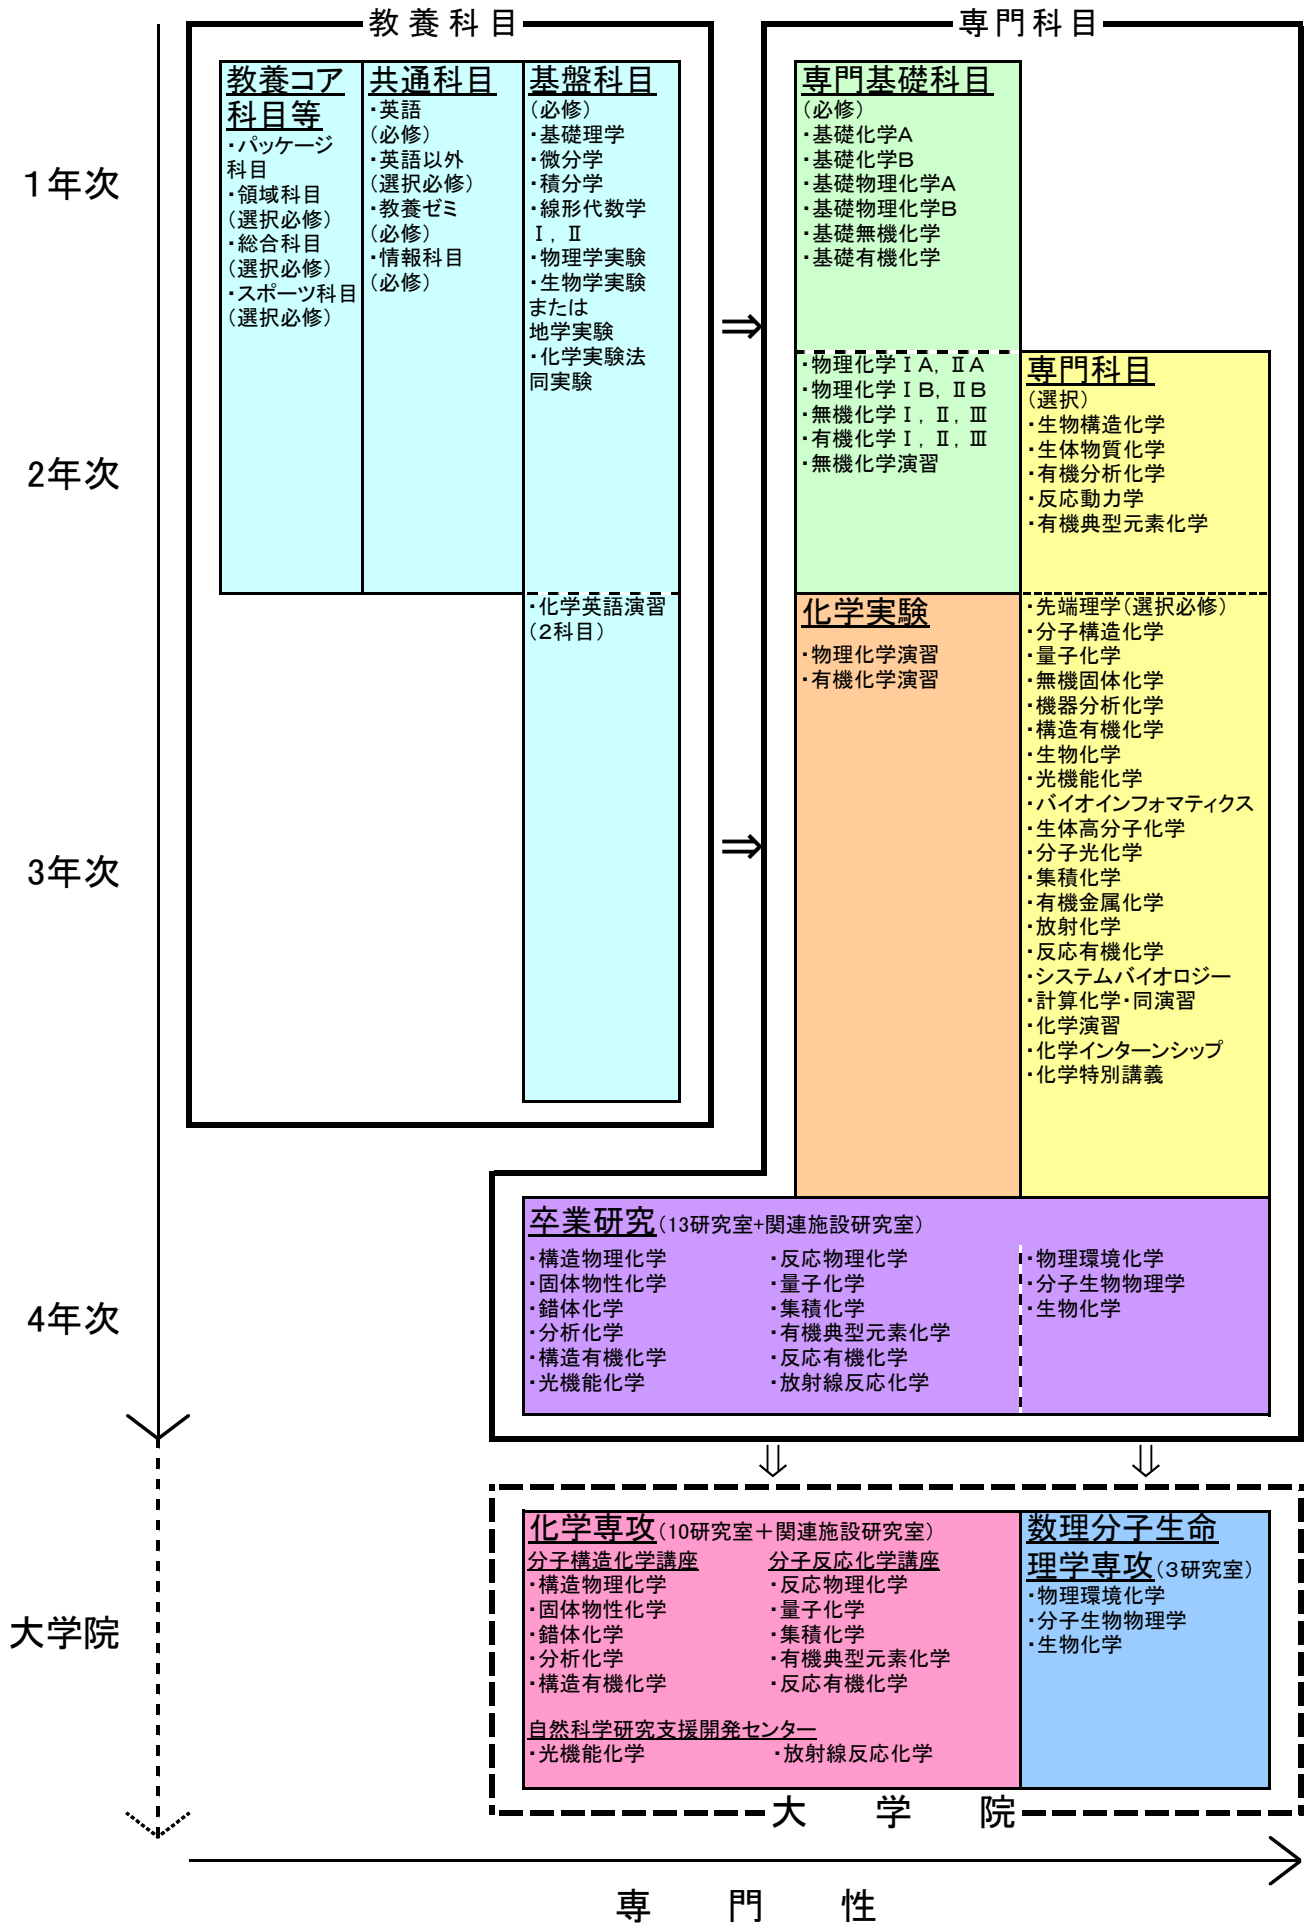 教養科目
専門科目
1年次
2年次
3年次
4年次
大学院
教養コア
科目等
・パッケージ
科目
・領域科目
(選択必修)
・総合科目
(選択必修)
・スポーツ科目
(選択必修)
共通科目
・英語
(必修)
・英語以外
(選択必修)
・教養ゼミ
(必修)
・情報科目
(必修)
基盤科目
(必修)
・基礎理学
・微分学
・積分学
・線形代数学
Ⅰ, Ⅱ
・物理学実験
・生物学実験
または
地学実験
・化学実験法
同実験
・化学英語演習
(2科目)
⇒
⇒
専門基礎科目
(必修)
・基礎化学A
・基礎化学B
・基礎物理化学A
・基礎物理化学B
・基礎無機化学
・基礎有機化学
・物理化学ⅠA, ⅡA
・物理化学ⅠB, ⅡB
・無機化学Ⅰ, Ⅱ, Ⅲ
・有機化学Ⅰ, Ⅱ, Ⅲ
・無機化学演習
化学実験
・物理化学演習
・有機化学演習
専門科目
(選択)
・生物構造化学
・生体物質化学
・有機分析化学
・反応動力学
・有機典型元素化学
・先端理学(選択必修)
・分子構造化学
・量子化学
・無機固体化学
・機器分析化学
・構造有機化学
・生物化学
・光機能化学
・バイオインフォマティクス
・生体高分子化学
・分子光化学
・集積化学
・有機金属化学
・放射化学
・反応有機化学
・システムバイオロジー
・計算化学・同演習
・化学演習
・化学インターンシップ
・化学特別講義
卒業研究(13研究室+関連施設研究室)
・構造物理化学
・固体物性化学
・錯体化学
・分析化学
・構造有機化学
・光機能化学
・反応物理化学
・量子化学
・集積化学
・有機典型元素化学
・反応有機化学
・放射線反応化学
・物理環境化学
・分子生物物理学
・生物化学
⇓ ⇓
化学専攻(10研究室+関連施設研究室)
分子構造化学講座
・構造物理化学
・固体物性化学
・錯体化学
・分析化学
・構造有機化学
分子反応化学講座
・反応物理化学
・量子化学
・集積化学
・有機典型元素化学
・反応有機化学
自然科学研究支援開発センター
・光機能化学 ・放射線反応化学
数理分子生命
理学専攻(3研究室)
・物理環境化学
・分子生物物理学
・生物化学
大学院
専門性